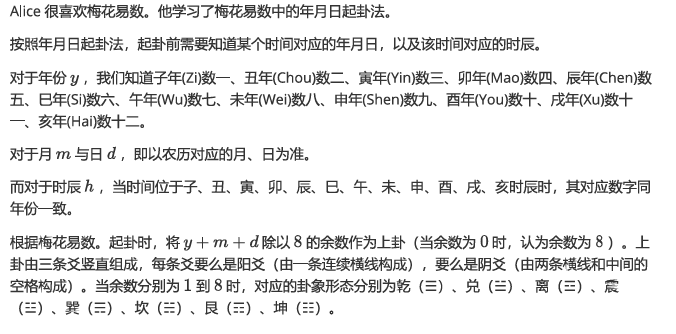 Alice 很喜欢梅花易数。他学习了梅花易数中的年月日起卦法。
按照年月日起卦法，起卦前需要知道某个时间对应的年月日，以及该时间对应的时辰。
对于年份 y ，我们知道子年(Zi)数一、丑年(Chou)数二、寅年(Yin)数三、卯年(Mao)数四、辰年(Chen)数
五、巳年(Si)数六、午年(Wu)数七、未年(Wei)数八、申年(Shen)数九、酉年(You)数十、戌年(Xu)数十
一、亥年(Hai)数十二。
对于月 m 与日 d ，即以农历对应的月、日为准。
而对于时辰 h ，当时间位于子、丑、寅、卯、辰、巳、午、未、申、酉、戌、亥时辰时，其对应数字同
年份一致。
根据梅花易数。起卦时，将 y + m + d 除以 8 的余数作为上卦（当余数为 0 时，认为余数为 8 ）。上
卦由三条爻竖直组成，每条爻要么是阳爻（由一条连续横线构成），要么是阴爻（由两条横线和中间的
空格构成）。当余数分别为 1 到 8 时，对应的卦象形态分别为乾（☰）、兑（☱）、离（☲）、震
（☳）、巽（☴）、坎（☵）、艮（☶）、坤（☷）。